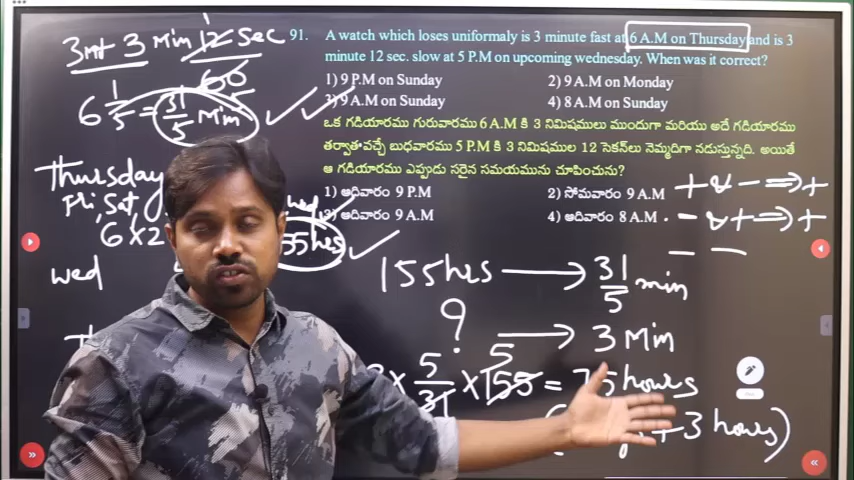 91. A watch which loses uniformaly is 3 minute fast at 6 A.M on Thursday and is 3
minute 12 sec. slow at 5 P.M on upcoming wednesday. When was it correct?
1) 9 P.M on Sunday 2) 9 A.M on Monday
3) 9 A.M on Sunday 4) 8 A.M on Sunday
ఒక గడియారము గురువారము 6 A.M కి 3 నిమిషములు ముందుగా మరియు అదే గడియారము
తర్వాత వచ్చే బుధవారము 5 P.M కి 3 నిమిషముల 12 సెకన్‌లు నెమ్మదిగా నడుస్తున్నది. అయితే
ఆ గడియారము ఎప్పుడు సరైన సమయమును చూపించును?
1) ఆదివారం 9 P.M 2) సోమవారం 9 A.M
3) ఆదివారం 9 A.M 4) ఆదివారం 8 A.M
+ & - ⇒ +
- & + ⇒ +
3 Min 12 Sec
60
6 1/5 = 31/5 Min
Thursday
Fri, Sat,
6 × 2
55 hrs
wed
155 hrs → 31/5 min
? → 3 Min
× 5/31 × 155 = 75 hours
5
+ 3 hours)